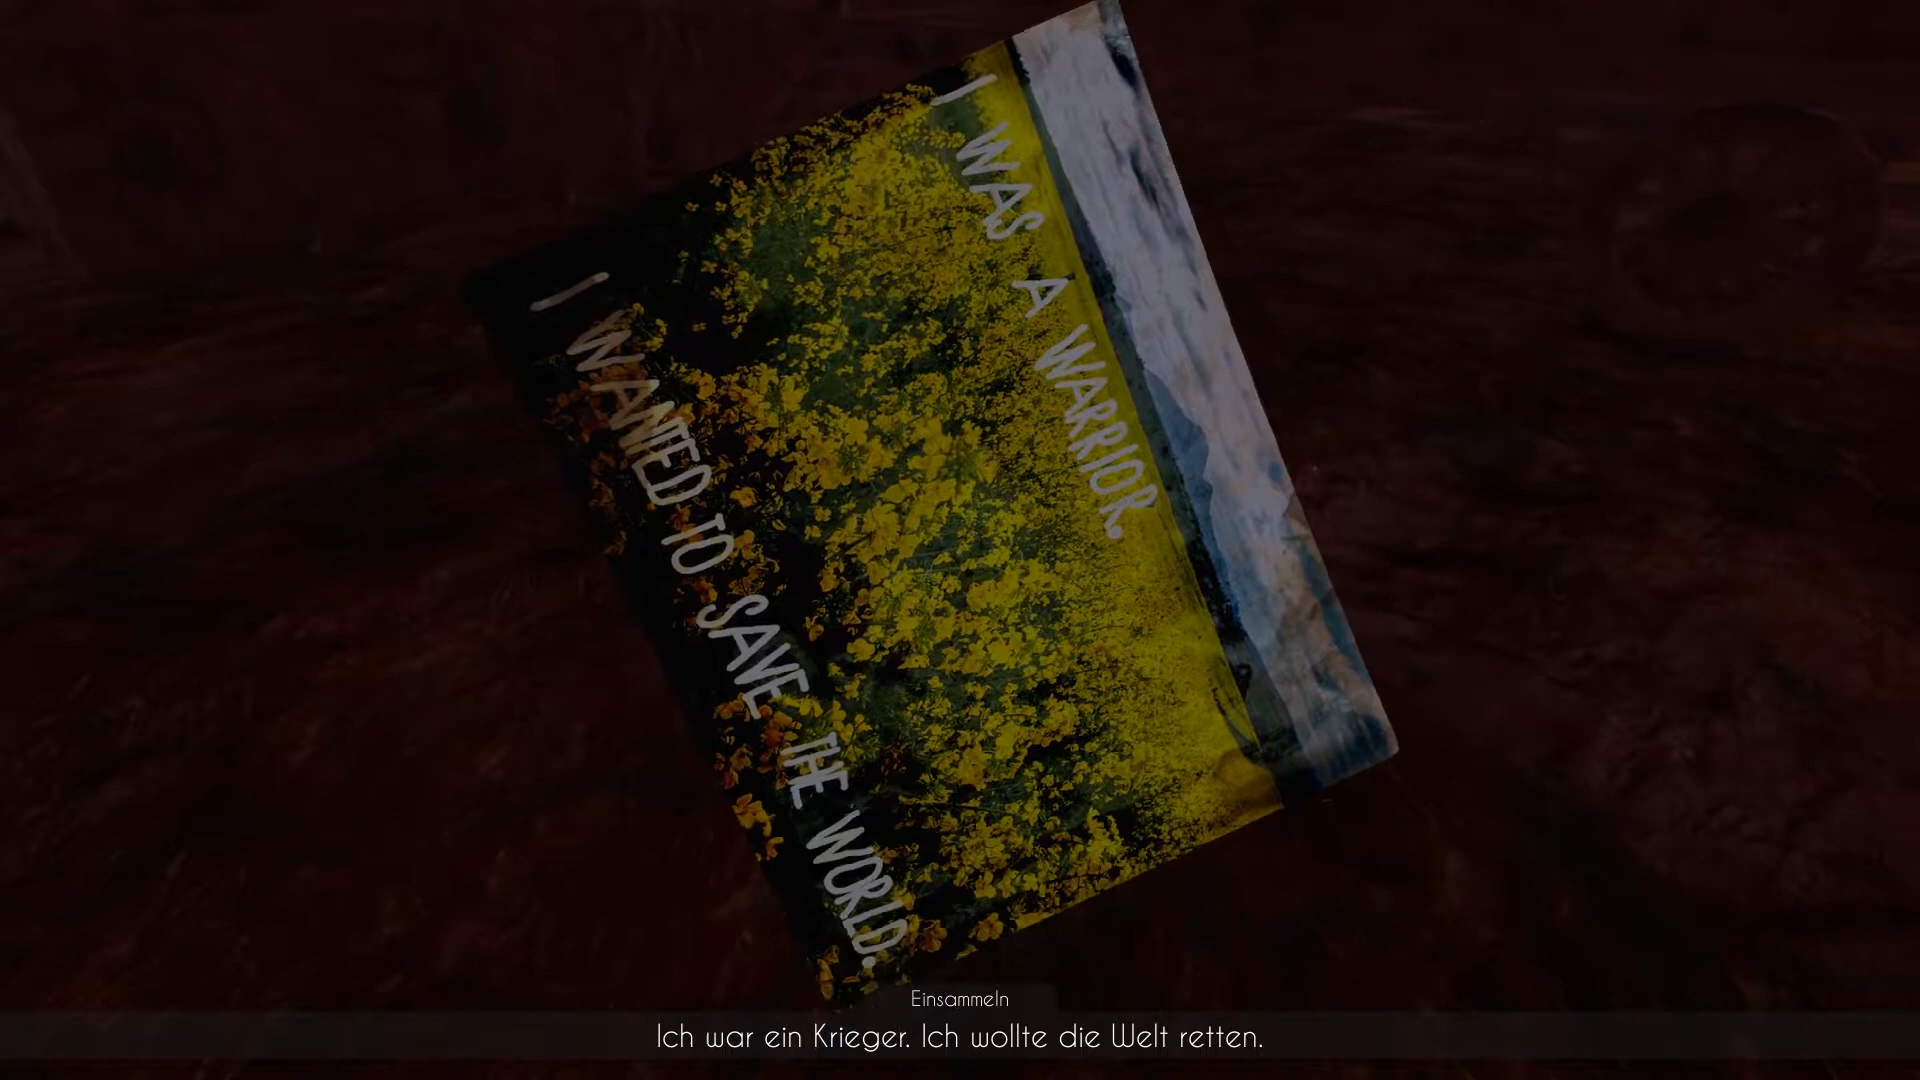 I WAS A WARRIOR.
I WANTED TO SAVE THE WORLD.
Einsammeln
Ich war ein Krieger. Ich wollte die Welt retten.